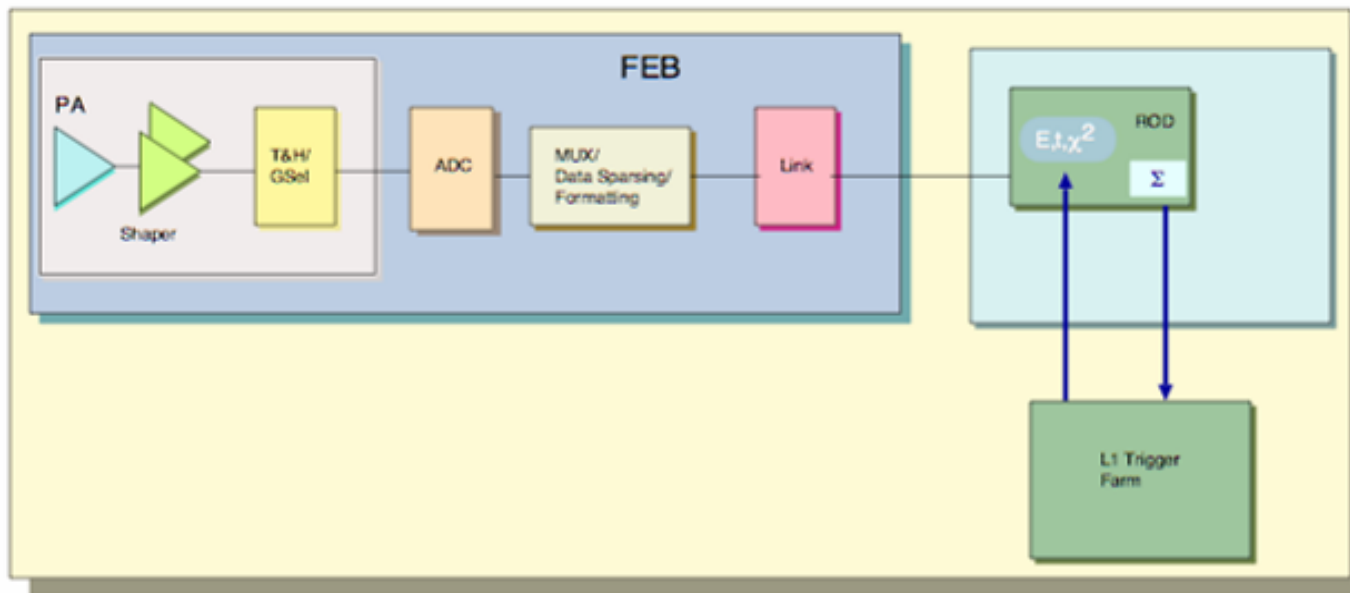 FEB
PA
Shaper
T&H/
GSel
ADC
MUX/
Data Sparsing/
Formatting
Link
E,t,χ²
ROD
Σ
L1 Trigger
Farm